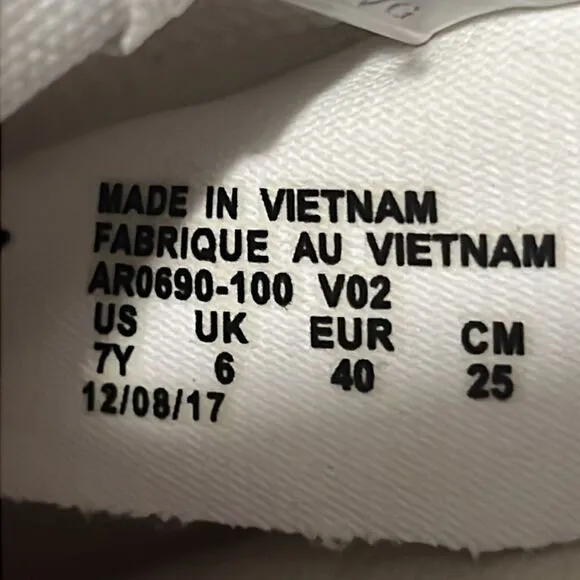 MADE IN VIETNAM
FABRIQUE AU VIETNAM
AR0690-100 V02
US UK EUR CM
7Y 6 40 25
12/08/17